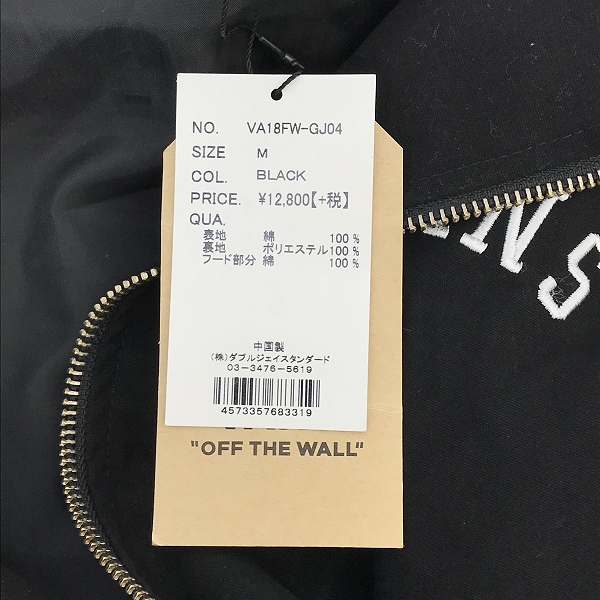 NO. VA18FW-GJ04
SIZE M
COL. BLACK
PRICE. ¥12,800【+税】
QUA.
表地 綿 100 %
裏地 ポリエステル 100 %
フード部分 綿 100 %
中国製
(株)ダブルジェイスタンダード
03-3476-5619
4573357683319
"OFF THE WALL"
NS